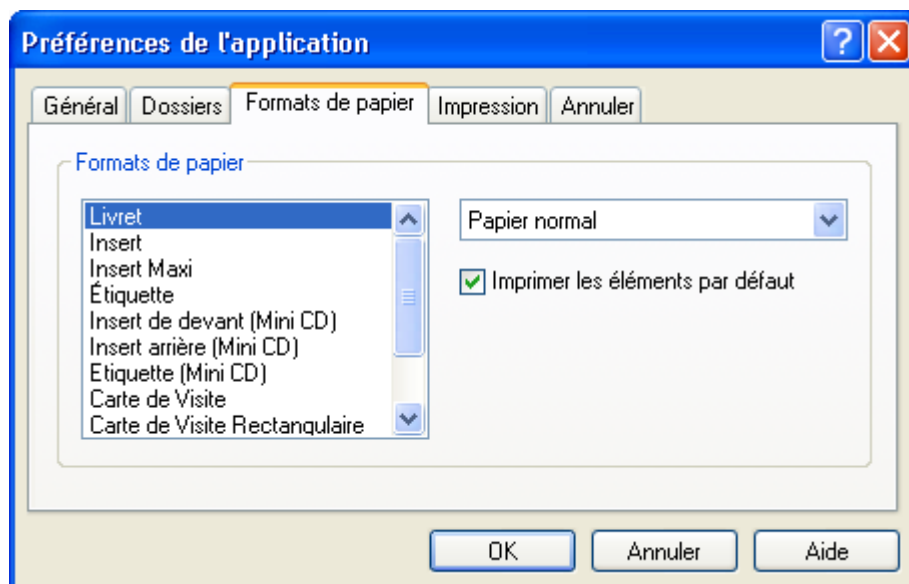 Préférences de l'application
Général Dossiers Formats de papier Impression Annuler
Formats de papier
Livret
Insert
Insert Maxi
Étiquette
Insert de devant (Mini CD)
Insert arrière (Mini CD)
Etiquette (Mini CD)
Carte de Visite
Carte de Visite Rectangulaire
Papier normal
Imprimer les éléments par défaut
OK Annuler Aide